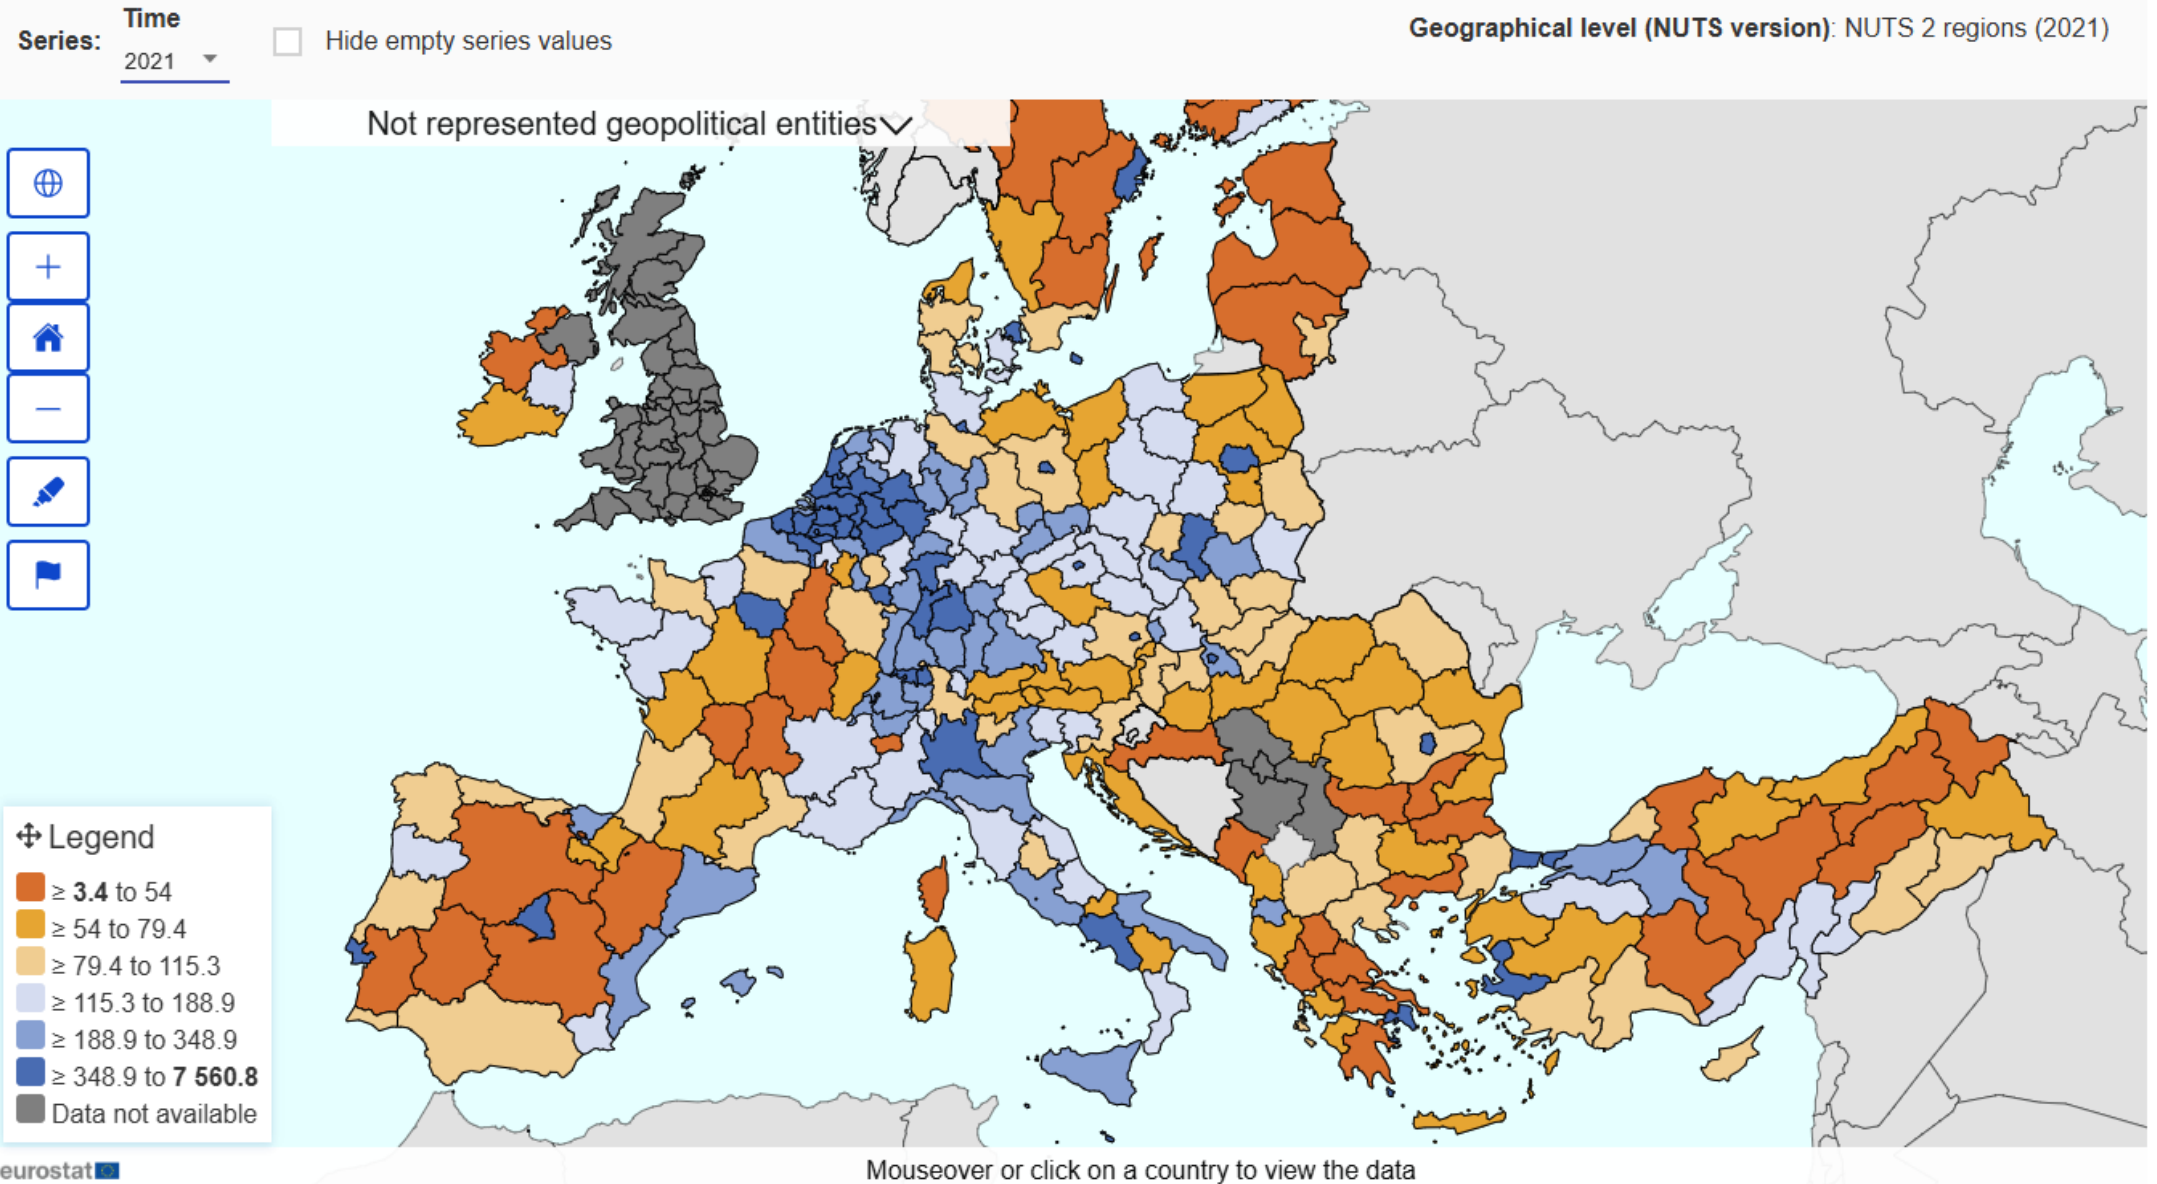 Series:
Time
2021
Hide empty series values
Geographical level (NUTS version): NUTS 2 regions (2021)
Not represented geopolitical entities
Legend
≥ 3.4 to 54
≥ 54 to 79.4
≥ 79.4 to 115.3
≥ 115.3 to 188.9
≥ 188.9 to 348.9
≥ 348.9 to 7 560.8
Data not available
eurostat
Mouseover or click on a country to view the data